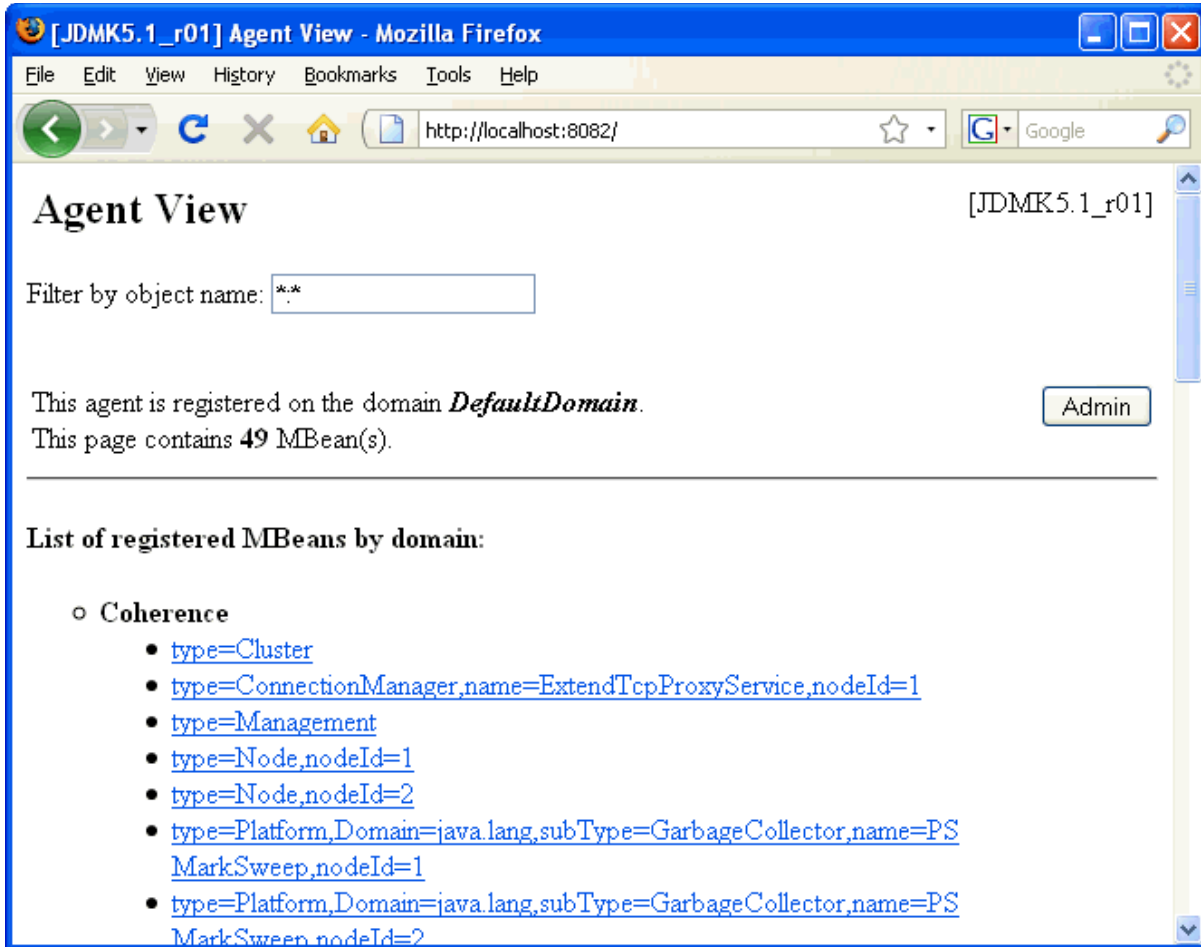 [JDMK5.1_r01] Agent View - Mozilla Firefox
File Edit View History Bookmarks Tools Help
http://localhost:8082/ G Google
Agent View [JDMK5.1_r01]
Filter by object name: *:*
This agent is registered on the domain DefaultDomain. Admin
This page contains 49 MBean(s).
List of registered MBeans by domain:
Coherence
type=Cluster
type=ConnectionManager,name=ExtendTcpProxyService,nodeId=1
type=Management
type=Node,nodeId=1
type=Node,nodeId=2
type=Platform,Domain=java.lang,subType=GarbageCollector,name=PS
MarkSweep,nodeId=1
type=Platform,Domain=java.lang,subType=GarbageCollector,name=PS
MarkSweep,nodeId=2